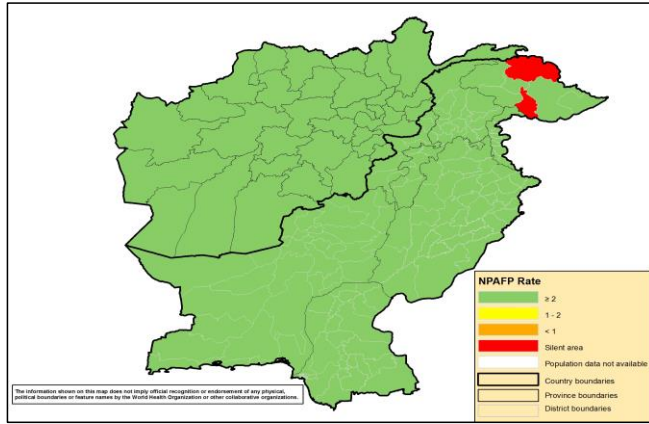 NPAFP Rate
≥ 2
1 - 2
< 1
Silent area
Population data not available
Country boundaries
Province boundaries
District boundaries
The information shown on this map does not imply official recognition or endorsement of any physical,
political boundaries or feature names by the World Health Organization or other collaborative organizations.